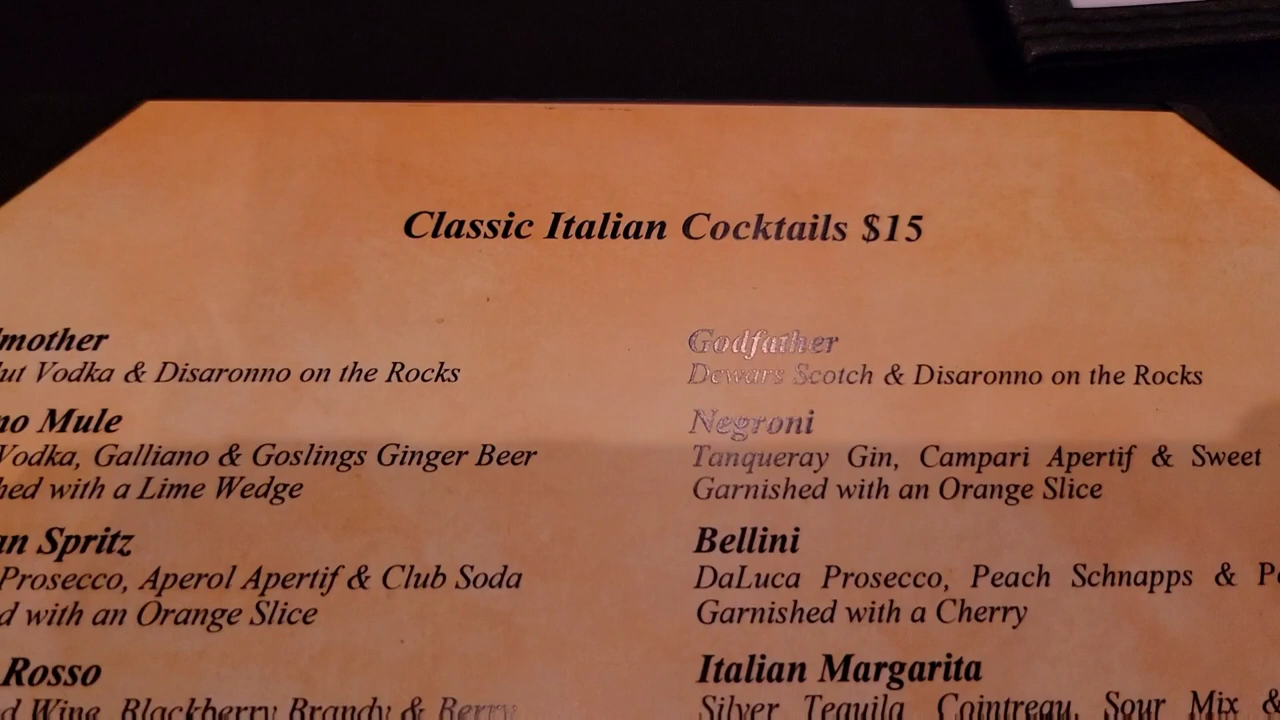 Classic Italian Cocktails $15
mother
Vodka & Disaronno on the Rocks
Mule
Vodka, Galliano & Goslings Ginger Beer
with a Lime Wedge
Spritz
Prosecco, Aperol Apertif & Club Soda
with an Orange Slice
Rosso
Wine, Blackberry Brandy & Berry
Godfather
Dewars Scotch & Disaronno on the Rocks
Negroni
Tanqueray Gin, Campari Apertif & Sweet
Garnished with an Orange Slice
Bellini
DaLuca Prosecco, Peach Schnapps &
Garnished with a Cherry
Italian Margarita
Silver Tequila, Cointreau, Sour Mix &